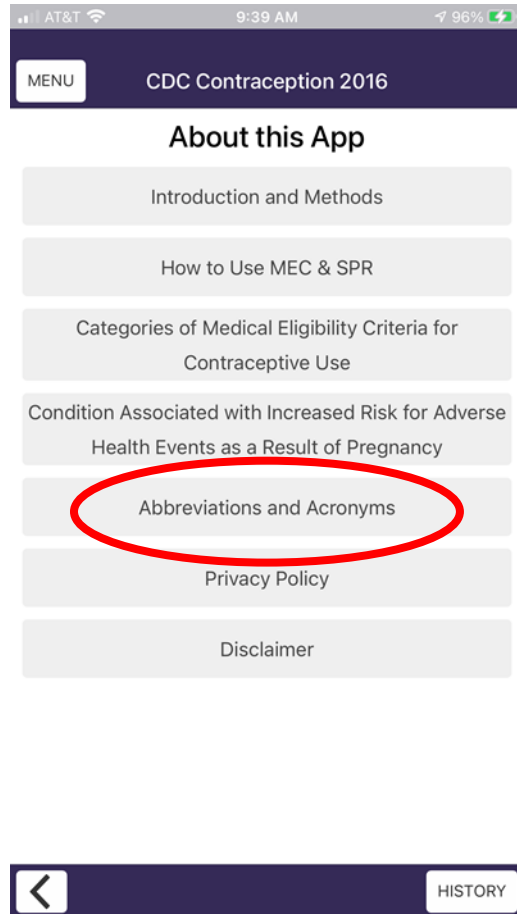 AT&T 9:39 AM 96%
MENU CDC Contraception 2016
About this App
Introduction and Methods
How to Use MEC & SPR
Categories of Medical Eligibility Criteria for
Contraceptive Use
Condition Associated with Increased Risk for Adverse
Health Events as a Result of Pregnancy
Abbreviations and Acronyms
Privacy Policy
Disclaimer
HISTORY